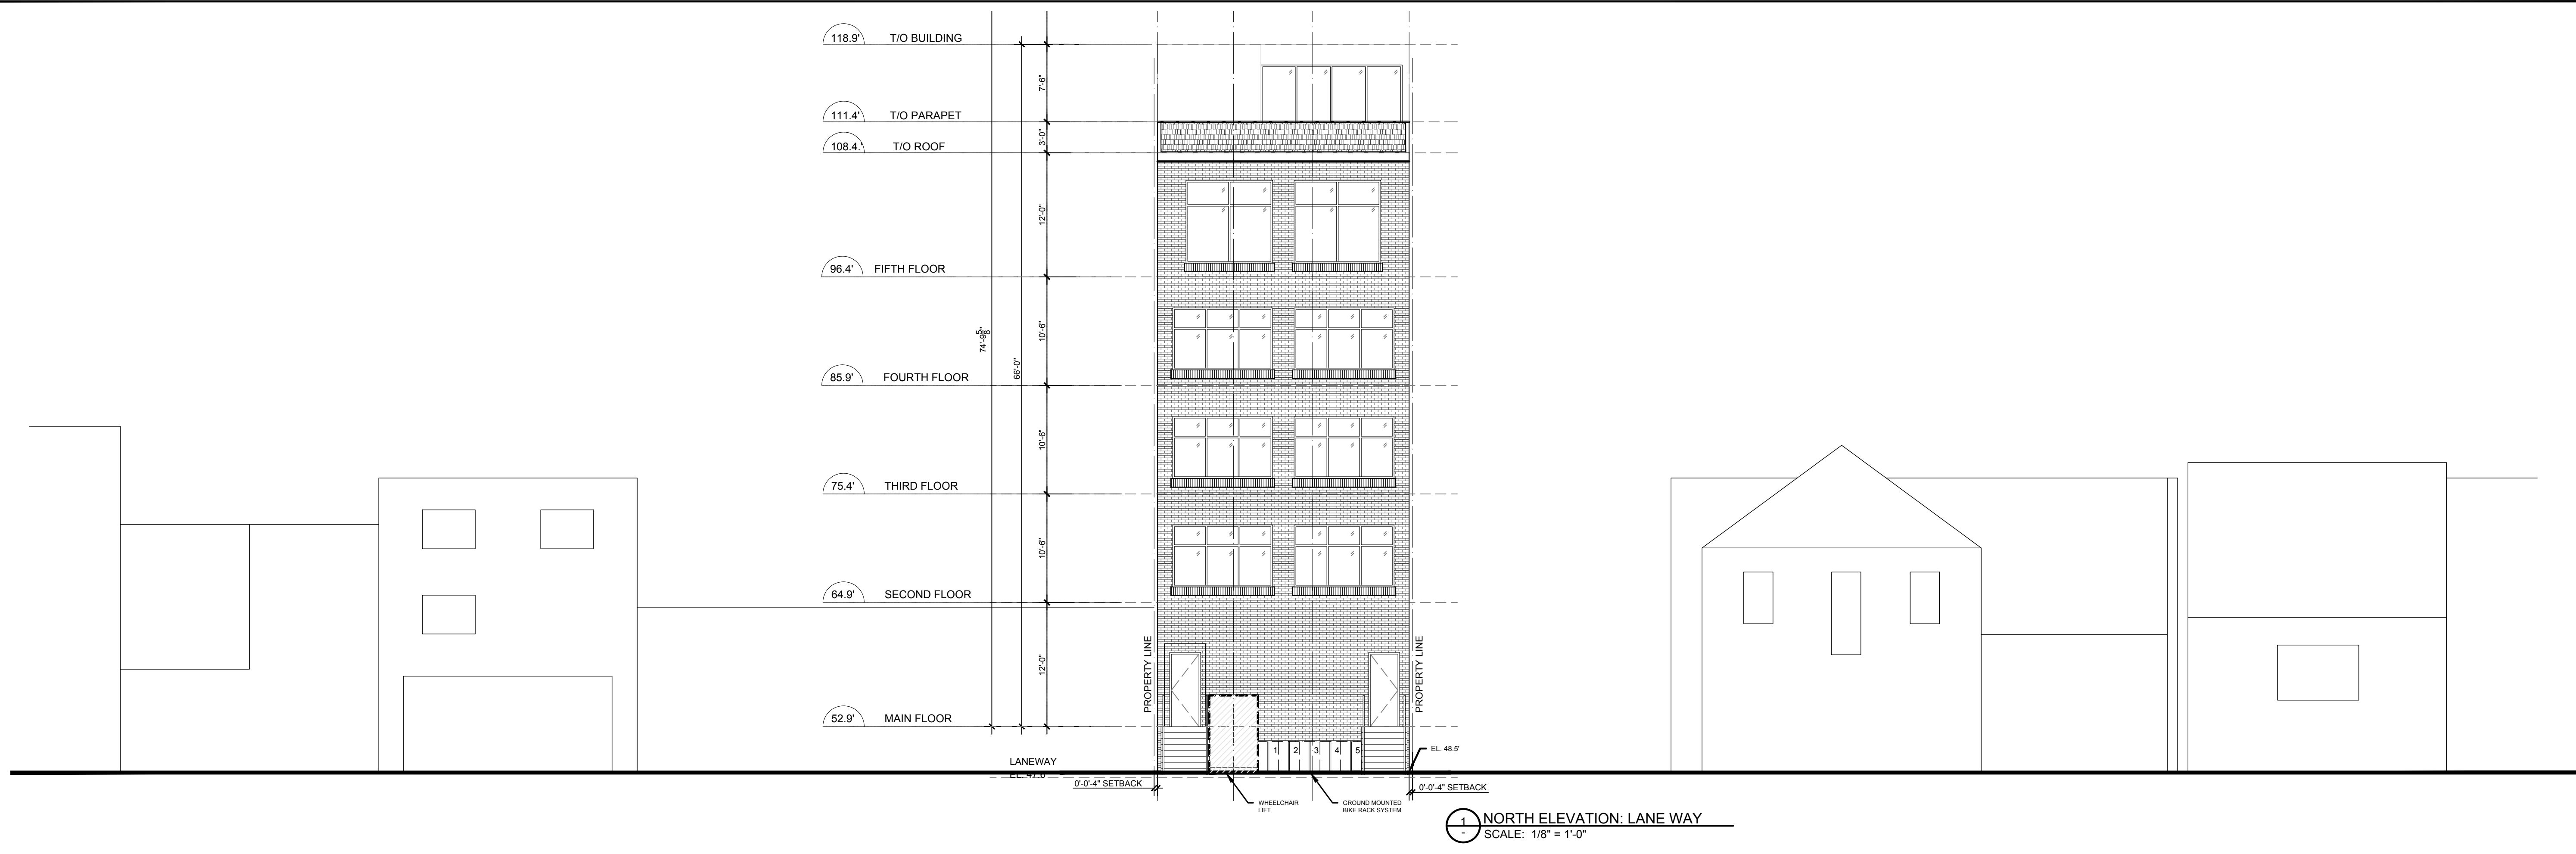 118.9' T/O BUILDING
7'-6"
111.4' T/O PARAPET
3'-0"
108.4.' T/O ROOF
12'-0"
96.4' FIFTH FLOOR
10'-6"
74'-9 5/8"
66'-0"
85.9' FOURTH FLOOR
10'-6"
75.4' THIRD FLOOR
10'-6"
64.9' SECOND FLOOR
12'-0"
PROPERTY LINE
PROPERTY LINE
52.9' MAIN FLOOR
1 2 3 4 5
EL. 48.5'
LANEWAY
0'-0'-4" SETBACK
0'-0'-4" SETBACK
WHEELCHAIR
LIFT
GROUND MOUNTED
BIKE RACK SYSTEM
1 NORTH ELEVATION: LANE WAY
- SCALE: 1/8" = 1'-0"